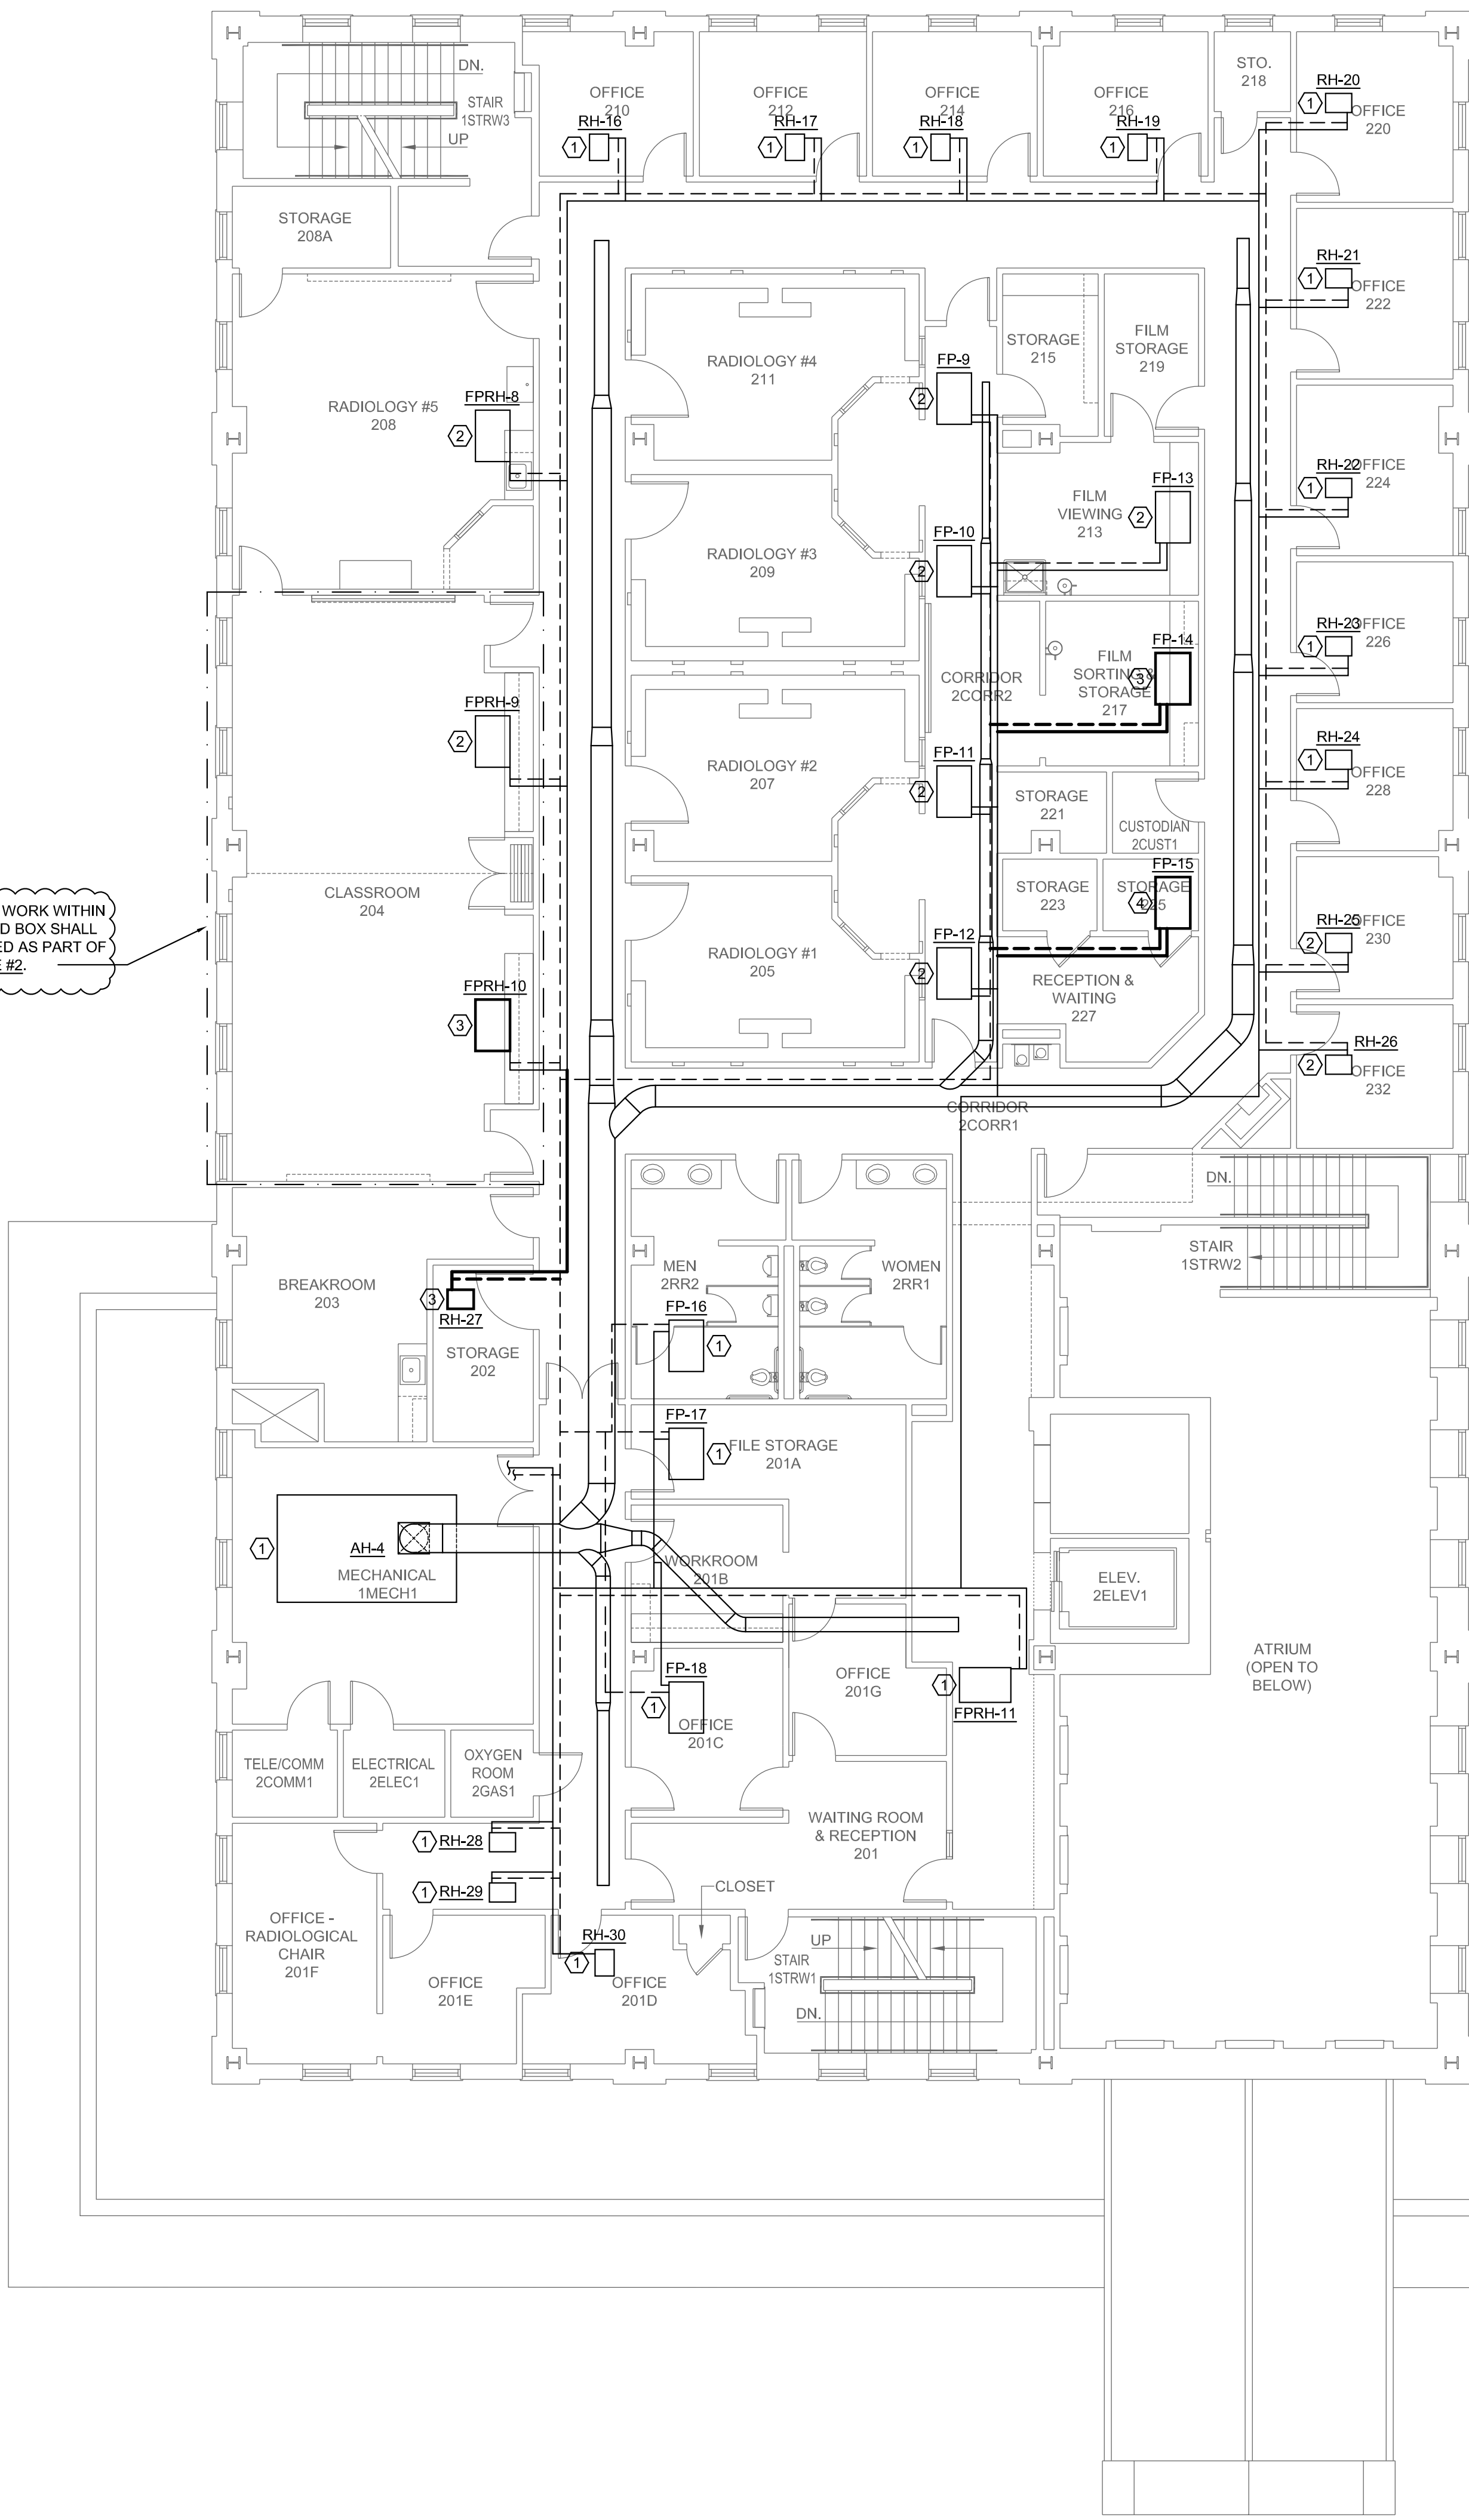 DN.
STAIR
1STRW3
UP
OFFICE
210
RH-16
1
OFFICE
212
RH-17
1
OFFICE
214
RH-18
1
OFFICE
216
RH-19
1
STO.
218
RH-20
1
OFFICE
220
STORAGE
208A
RH-21
1
OFFICE
222
RADIOLOGY #4
211
STORAGE
215
FILM
STORAGE
219
FP-9
2
RADIOLOGY #5
208
FPRH-8
2
RH-22
1
OFFICE
224
FP-13
2
FILM
VIEWING
213
RADIOLOGY #3
209
FP-10
2
RH-23
1
OFFICE
226
FP-14
3
FILM
SORTING &
STORAGE
217
CORRIDOR
2CORR2
FPRH-9
2
RADIOLOGY #2
207
FP-11
2
RH-24
1
OFFICE
228
STORAGE
221
CUSTODIAN
2CUST1
FP-15
4
STORAGE
223
STORAGE
225
CLASSROOM
204
WORK WITHIN
D BOX SHALL
ED AS PART OF
#2.
RH-25
2
OFFICE
230
RADIOLOGY #1
205
FP-12
2
RECEPTION &
WAITING
227
FPRH-10
3
RH-26
2
OFFICE
232
CORRIDOR
2CORR1
DN.
STAIR
1STRW2
BREAKROOM
203
3
RH-27
MEN
2RR2
WOMEN
2RR1
FP-16
1
STORAGE
202
FP-17
1
FILE STORAGE
201A
1
AH-4
MECHANICAL
1MECH1
WORKROOM
201B
ELEV.
2ELEV1
ATRIUM
(OPEN TO
BELOW)
FP-18
1
OFFICE
201C
OFFICE
201G
1
FPRH-11
TELE/COMM
2COMM1
ELECTRICAL
2ELEC1
OXYGEN
ROOM
2GAS1
WAITING ROOM
& RECEPTION
201
1
RH-28
1
RH-29
CLOSET
OFFICE -
RADIOLOGICAL
CHAIR
201F
OFFICE
201E
RH-30
1
OFFICE
201D
UP
STAIR
1STRW1
DN.